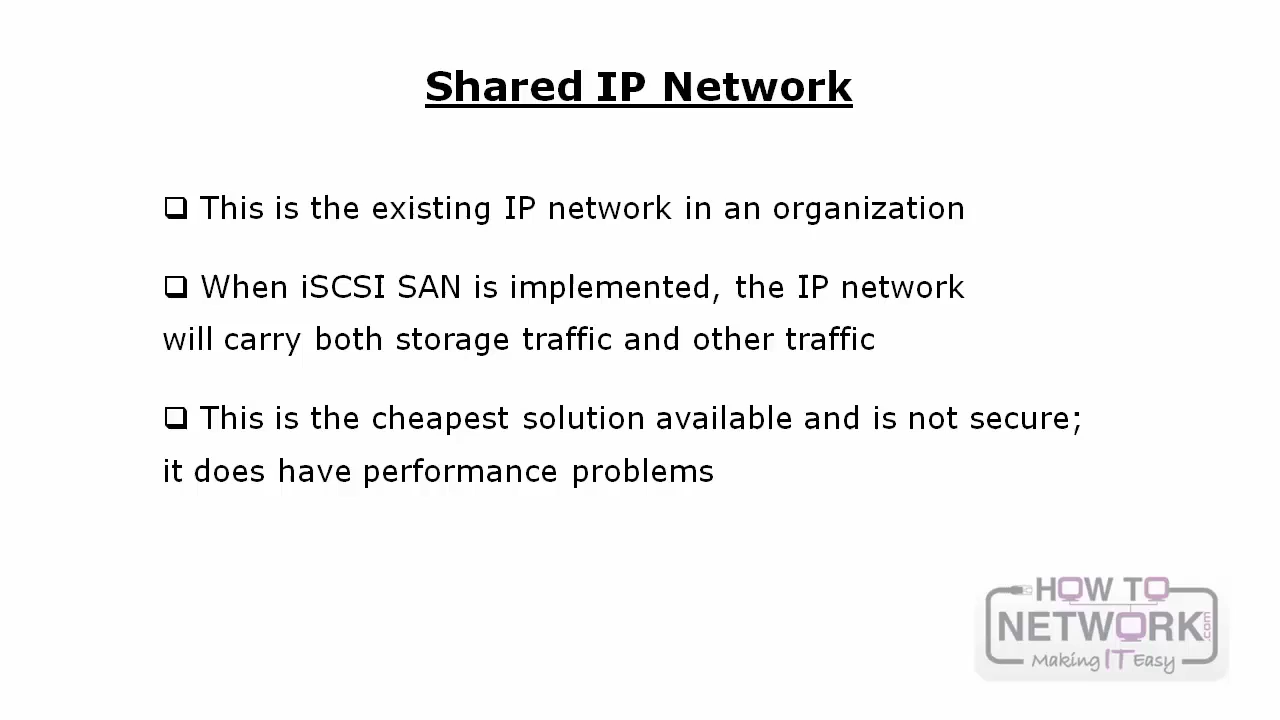 Shared IP Network
❑ This is the existing IP network in an organization
❑ When iSCSI SAN is implemented, the IP network
will carry both storage traffic and other traffic
❑ This is the cheapest solution available and is not secure;
it does have performance problems
HOW TO
NETWORK.com
Making IT Easy